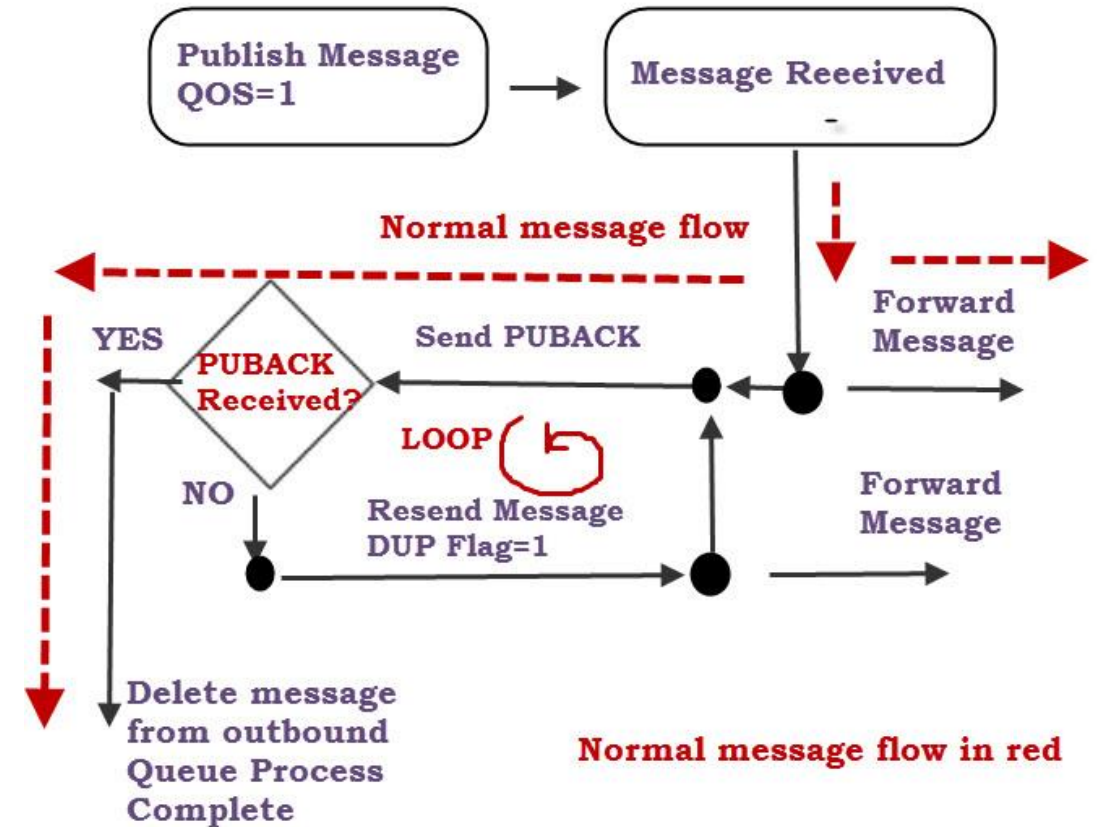 Publish Message
QOS=1
Message Reeeived
-
Normal message flow
Forward
Message
YES
Send PUBACK
PUBACK
Received?
LOOP
NO
Resend Message
DUP Flag=1
Forward
Message
Delete message
from outbound
Queue Process
Complete
Normal message flow in red